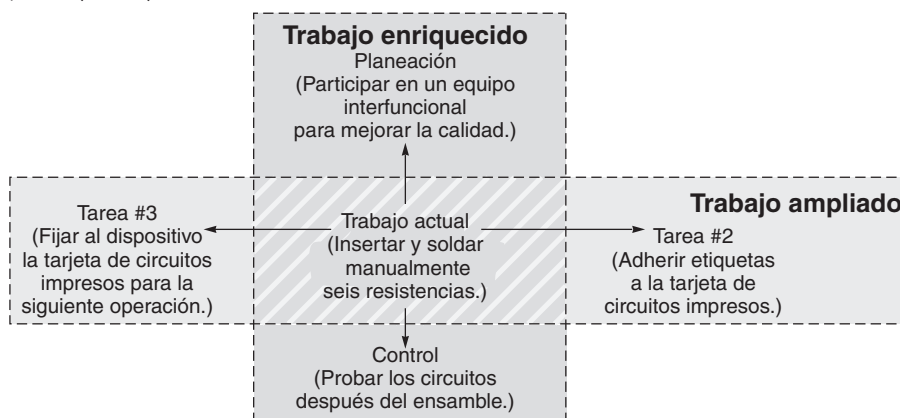 Trabajo enriquecido
Planeación
(Participar en un equipo
interfuncional
para mejorar la calidad.)
Tarea #3
(Fijar al dispositivo
la tarjeta de circuitos
impresos para la
siguiente operación.)
Trabajo actual
(Insertar y soldar
manualmente
seis resistencias.)
Trabajo ampliado
Tarea #2
(Adherir etiquetas
a la tarjeta de
circuitos impresos.)
Control
(Probar los circuitos
después del ensamble.)